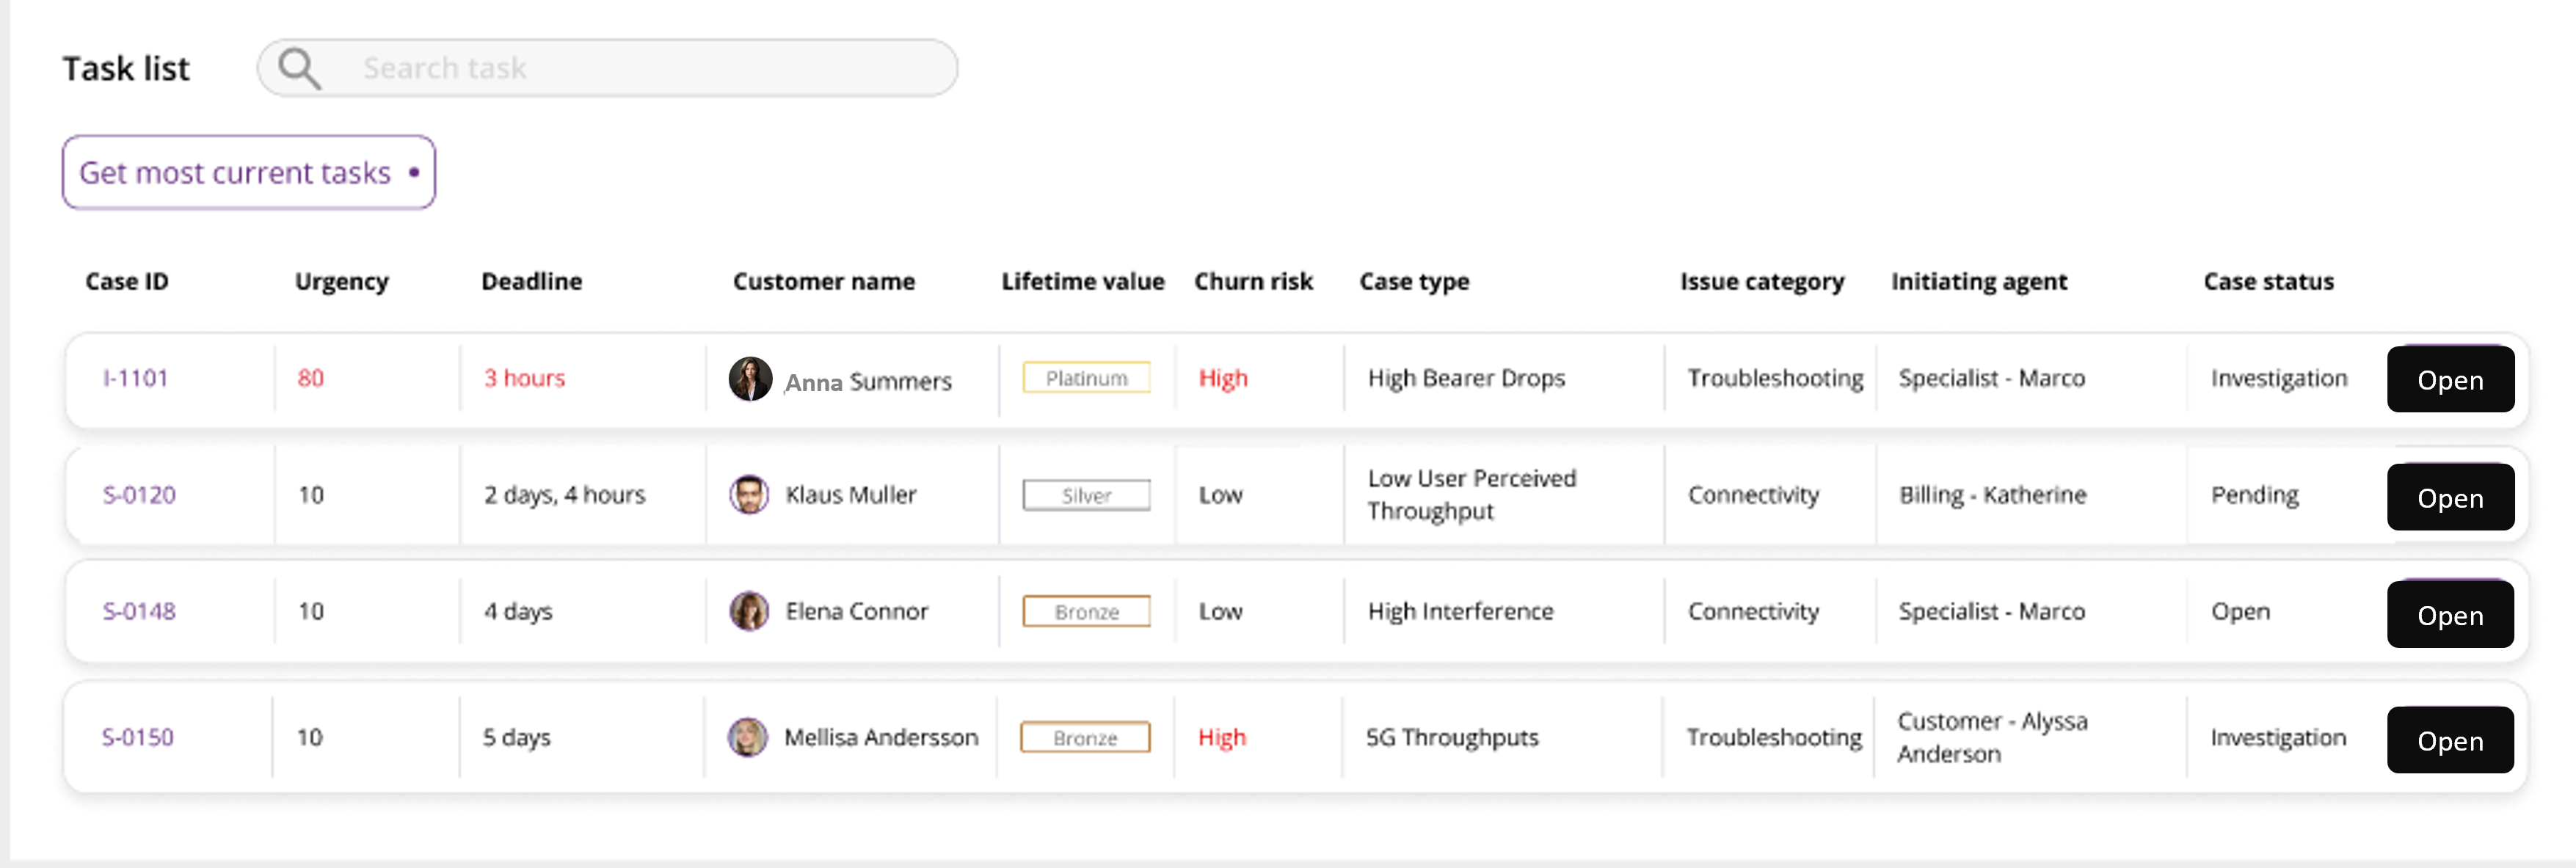 Task list
Search task
Get most current tasks •
Case ID Urgency Deadline Customer name Lifetime value Churn risk Case type Issue category Initiating agent Case status
I-1101 80 3 hours Anna Summers Platinum High High Bearer Drops Troubleshooting Specialist - Marco Investigation Open
S-0120 10 2 days, 4 hours Klaus Muller Silver Low Low User Perceived
Throughput Connectivity Billing - Katherine Pending Open
S-0148 10 4 days Elena Connor Bronze Low High Interference Connectivity Specialist - Marco Open Open
S-0150 10 5 days Mellisa Andersson Bronze High 5G Throughputs Troubleshooting Customer - Alyssa
Anderson Investigation Open